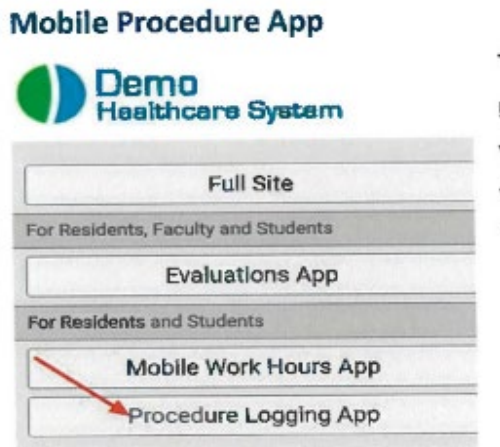 Mobile Procedure App
Demo
Healthcare System
Full Site
For Residents, Faculty and Students
Evaluations App
For Residents and Students
Mobile Work Hours App
Procedure Logging App